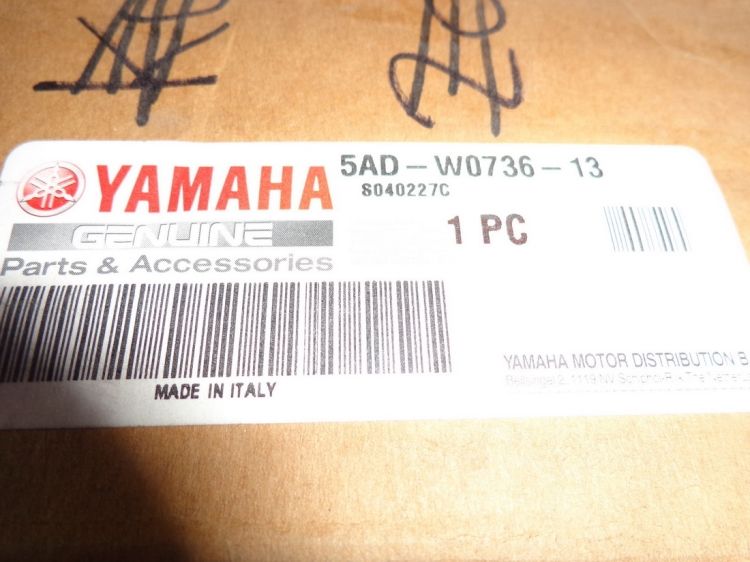 YAMAHA
GENUINE
Parts & Accessories
5AD-W0736-13
S040227C
1 PC
MADE IN ITALY
YAMAHA MOTOR DISTRIBUTION B